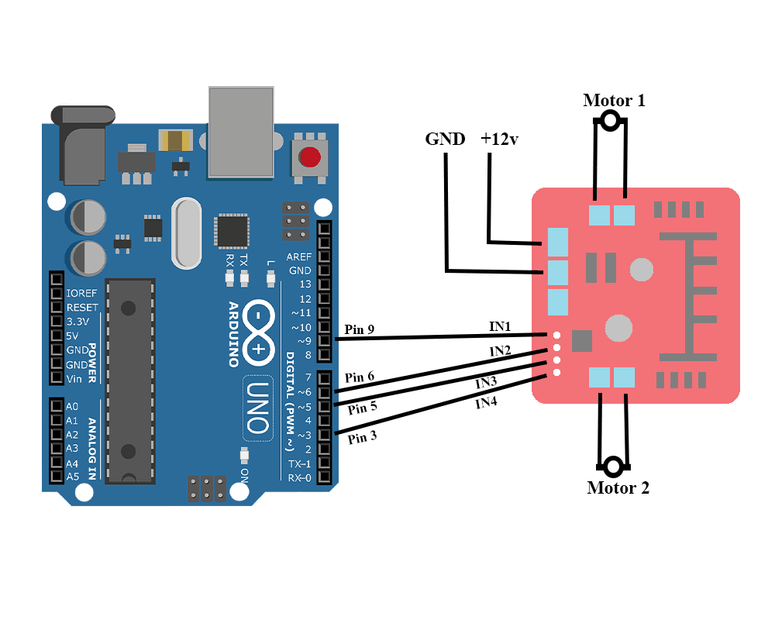 Motor 1
GND
+12v
AREF
GND
13
12
~11
~10
~9
8
7
~6
~5
4
~3
2
TX-1
RX-0
DIGITAL (PWM ~)
RX
TX
L
ARDUINO
UNO
ON
IOREF
RESET
3.3V
5V
GND
GND
Vin
POWER
A0
A1
A2
A3
A4
A5
ANALOG IN
Pin 9
IN1
Pin 6
IN2
Pin 5
IN3
Pin 3
IN4
Motor 2